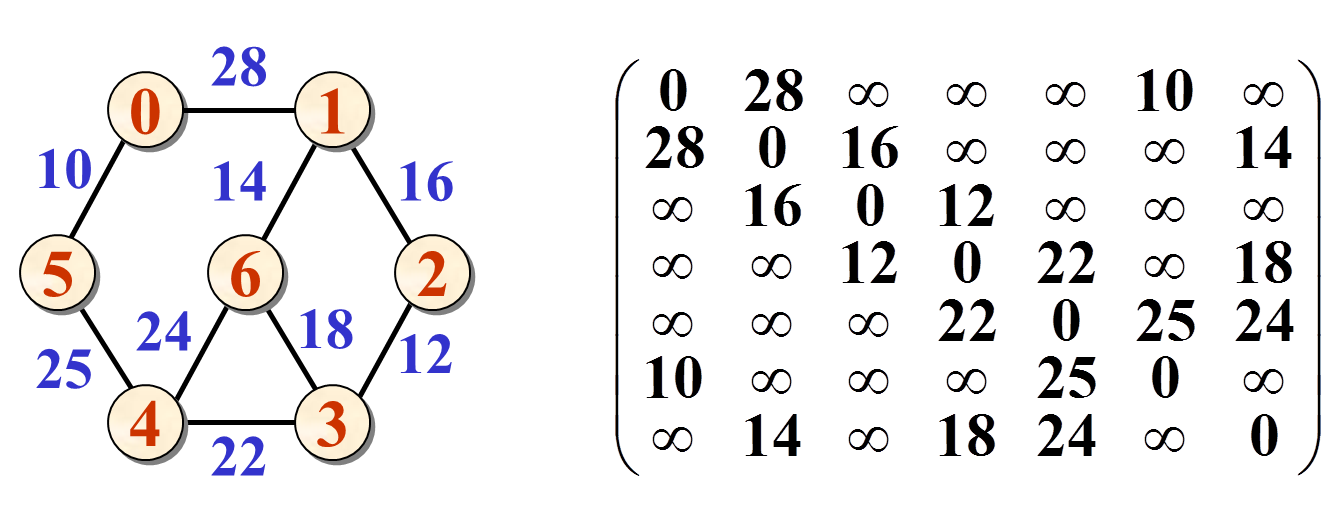 28
0 1
10 14 16
5 6 2
24 18
25 12
4 3
22
0 28 ∞ ∞ ∞ 10 ∞
28 0 16 ∞ ∞ ∞ 14
∞ 16 0 12 ∞ ∞ ∞
∞ ∞ 12 0 22 ∞ 18
∞ ∞ ∞ 22 0 25 24
10 ∞ ∞ ∞ 25 0 ∞
∞ 14 ∞ 18 24 ∞ 0